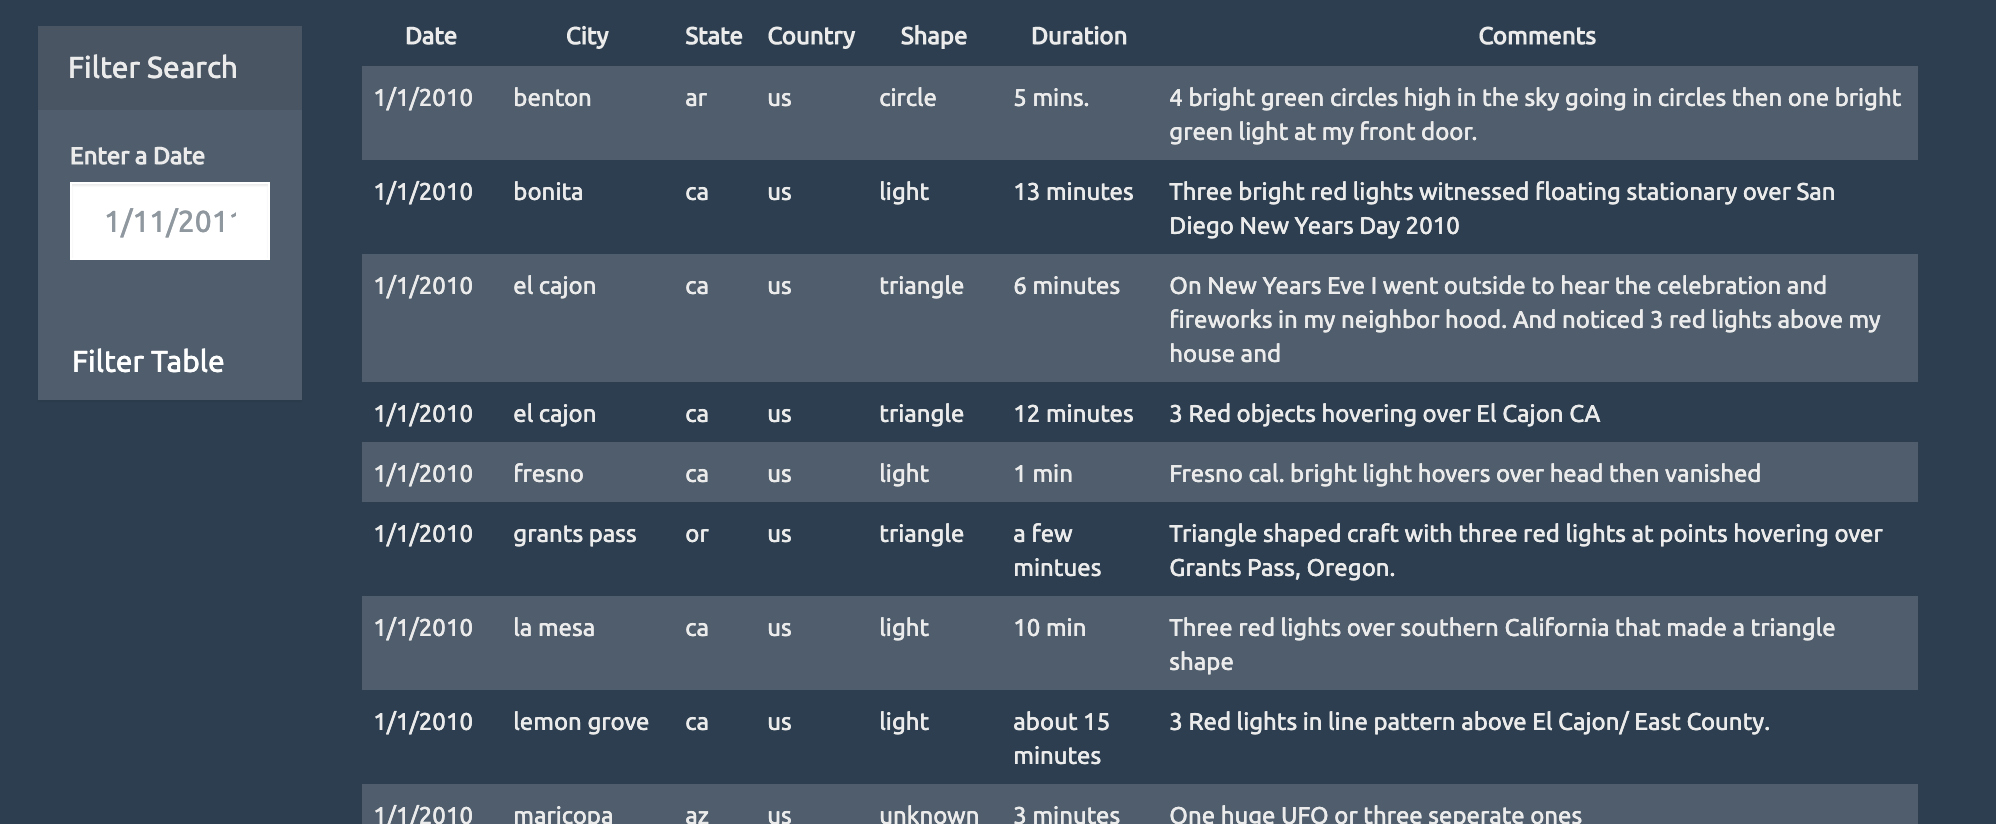 Filter Search
Enter a Date
1/11/201
Filter Table
Date City State Country Shape Duration Comments
1/1/2010 benton ar us circle 5 mins. 4 bright green circles high in the sky going in circles then one bright
green light at my front door.
1/1/2010 bonita ca us light 13 minutes Three bright red lights witnessed floating stationary over San
Diego New Years Day 2010
1/1/2010 el cajon ca us triangle 6 minutes On New Years Eve I went outside to hear the celebration and
fireworks in my neighbor hood. And noticed 3 red lights above my
house and
1/1/2010 el cajon ca us triangle 12 minutes 3 Red objects hovering over El Cajon CA
1/1/2010 fresno ca us light 1 min Fresno cal. bright light hovers over head then vanished
1/1/2010 grants pass or us triangle a few Triangle shaped craft with three red lights at points hovering over
mintues Grants Pass, Oregon.
1/1/2010 la mesa ca us light 10 min Three red lights over southern California that made a triangle
shape
1/1/2010 lemon grove ca us light about 15 3 Red lights in line pattern above El Cajon/ East County.
minutes
1/1/2010 maricopa az us unknown 3 minutes One huge UFO or three seperate ones